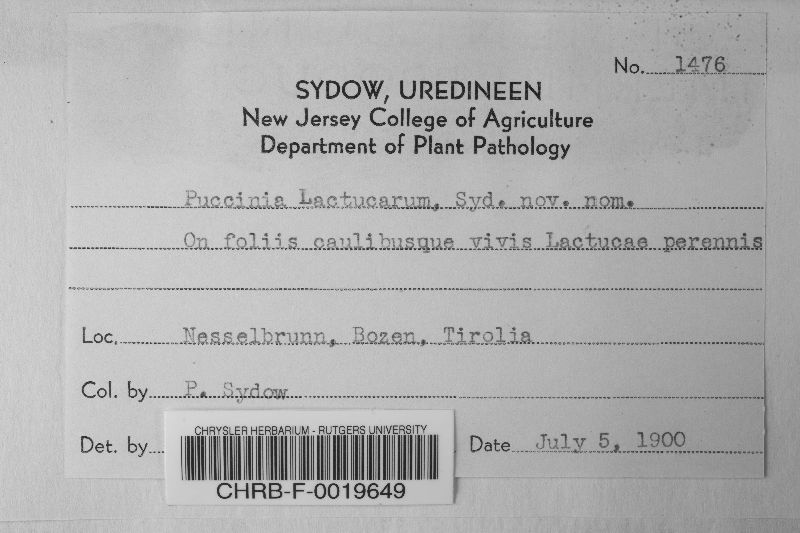 No. 1476
SYDOW, UREDINEEN
New Jersey College of Agriculture
Department of Plant Pathology
Puccinia Lactucarum, Syd. nov. nom.
On foliis caulibusque vivis Lactucae perennis
Loc. Nesselbrunn, Bozen, Tirolia
Col. by P. Sydow
Det. by Date July 5, 1900
CHRYSLER HERBARIUM - RUTGERS UNIVERSITY
CHRB-F-0019649